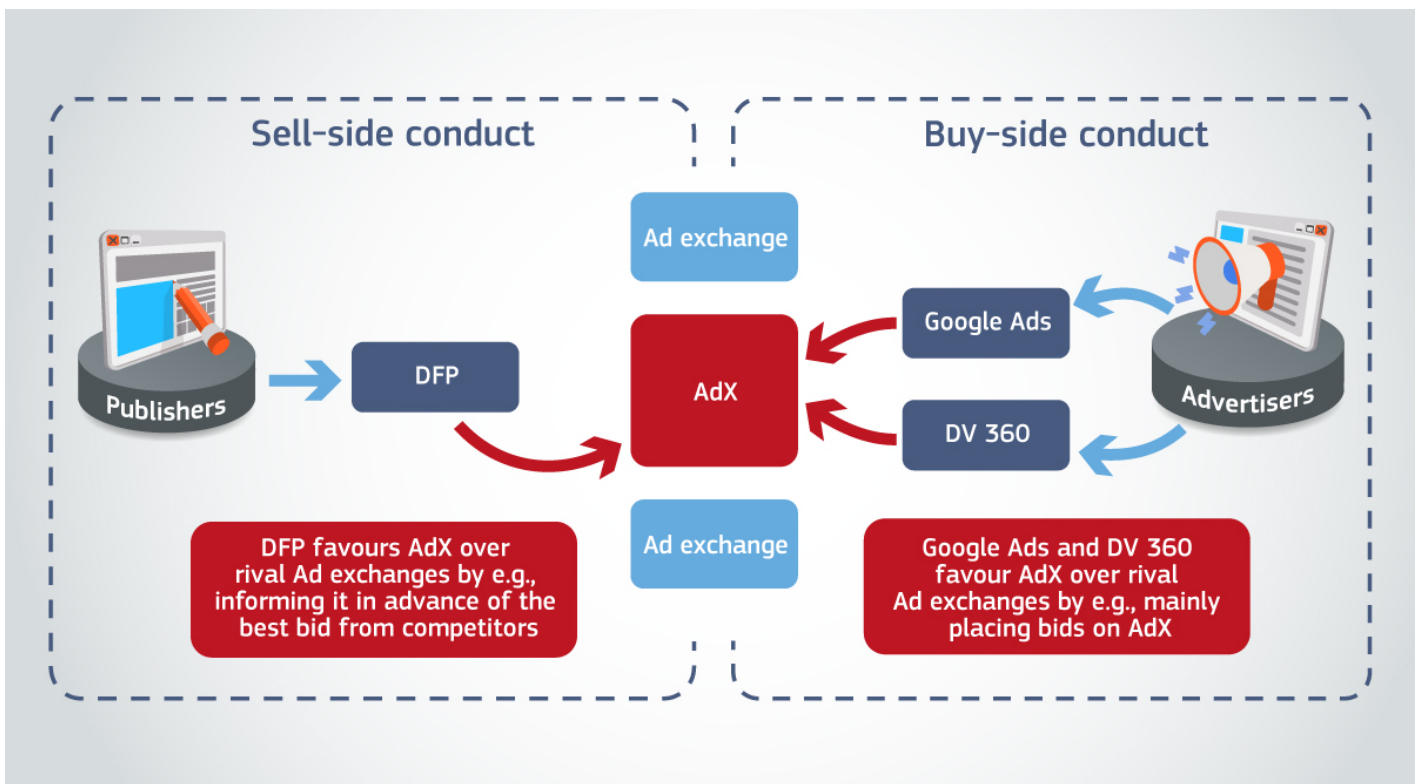 Sell-side conduct
Buy-side conduct
Ad exchange
Publishers
DFP
AdX
Google Ads
DV 360
Advertisers
Ad exchange
DFP favours AdX over
rival Ad exchanges by e.g.,
informing it in advance of the
best bid from competitors
Google Ads and DV 360
favour AdX over rival
Ad exchanges by e.g., mainly
placing bids on AdX